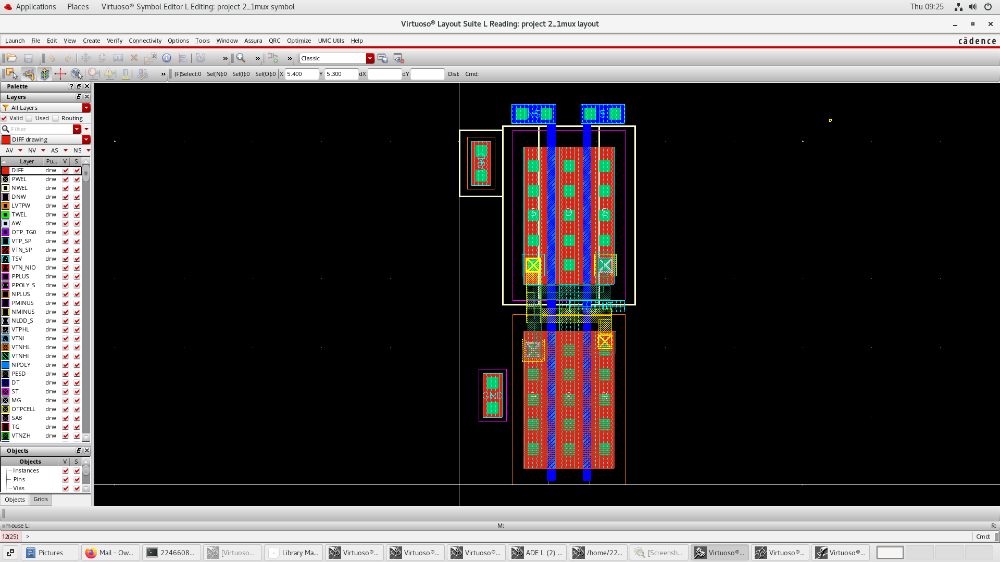 Applications Places Virtuoso® Symbol Editor L Editing: project 2_1mux symbol Thu 09:25
Virtuoso® Layout Suite L Reading: project 2_1mux layout
Launch File Edit View Create Verify Connectivity Options Tools Window Assura QRC Optimize UMC Utils Help cādence
» » » Classic
» (F)Select:0 Sel(N):0 Sel(I):0 Sel(O):0 X 5.400 Y 5.300 dX dY Dist: Cmd:
Palette
Layers
All Layers
Valid Used Routing
Filter
DIFF drawing
AV NV AS NS
Layer Pu... V S
DIFF drw
PWEL drw
NWEL drw
DNW drw
LVTPW drw
TWEL drw
AW drw
OTP_TG0 drw
VTP_SP drw
VTN_SP drw
TSV drw
VTN_NIO drw
PPLUS drw
PPOLY_S drw
NPLUS drw
PMINUS drw
NMINUS drw
NLDD_S drw
VTPHL drw
VTNI drw
VTNHL drw
VTNHI drw
NPOLY drw
PESD drw
DT drw
ST drw
MG drw
OTPCELL drw
SAB drw
TG drw
VTNZH drw
Objects
Objects V S
Instances
Pins
Vias
Objects Grids
NS S
VDD
S D S
OUT
GND
mouse L: M: R:
12(25) > Cmd:
Pictures Mail - Ow... 2246608... [Virtuoso... Library Ma... Virtuoso®... Virtuoso®... Virtuoso®... ADE L (2) ... /home/22... [Screensh... Virtuoso®... Virtuoso®... Virtuoso®...